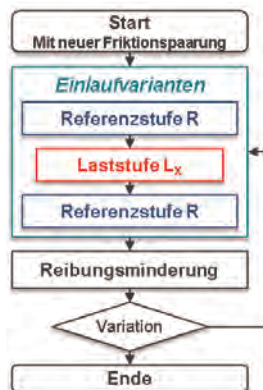 Start
Mit neuer Friktionspaarung
Einlaufvarianten
Referenzstufe R
Laststufe Lx
Referenzstufe R
Reibungsminderung
Variation
Ende